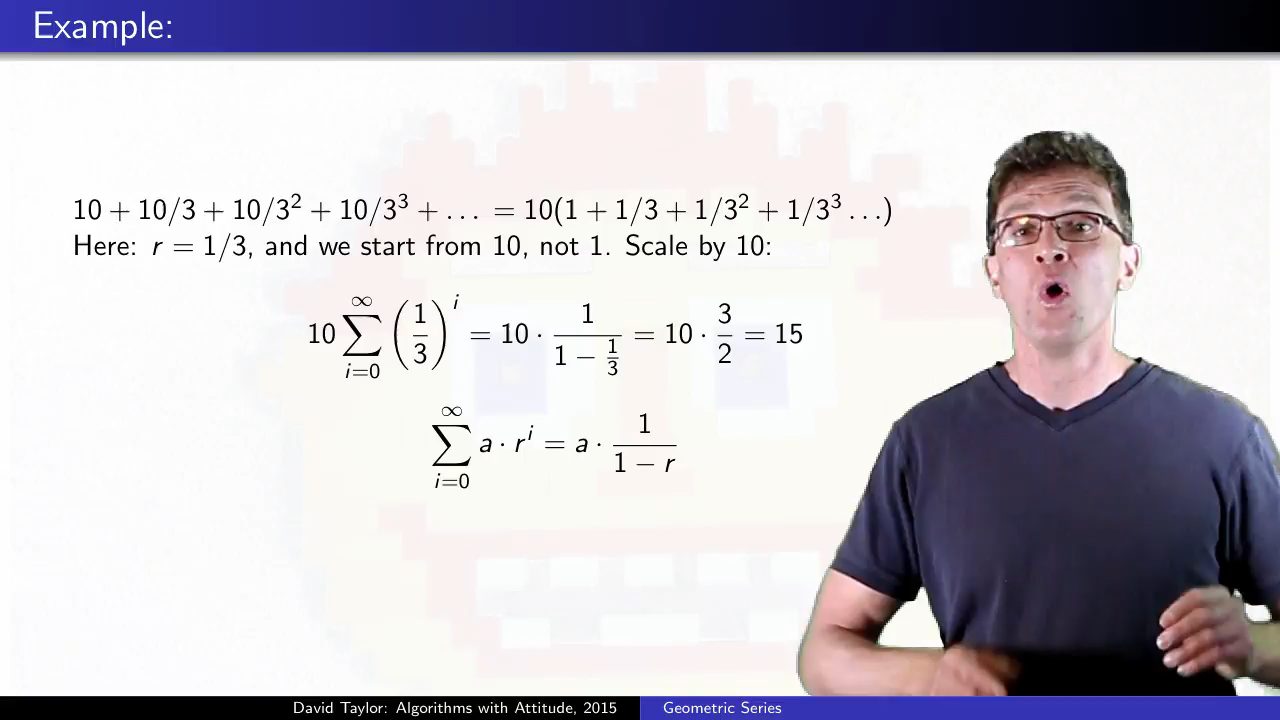 Example:
10 + 10/3 + 10/3² + 10/3³ + … = 10(1 + 1/3 + 1/3² + 1/3³ …)
Here: r = 1/3, and we start from 10, not 1. Scale by 10:
10 ∑_{i=0}^{∞} (1/3)^i = 10 · 1/(1 − 1/3) = 10 · 3/2 = 15
∑_{i=0}^{∞} a · r^i = a · 1/(1 − r)
David Taylor: Algorithms with Attitude, 2015
Geometric Series